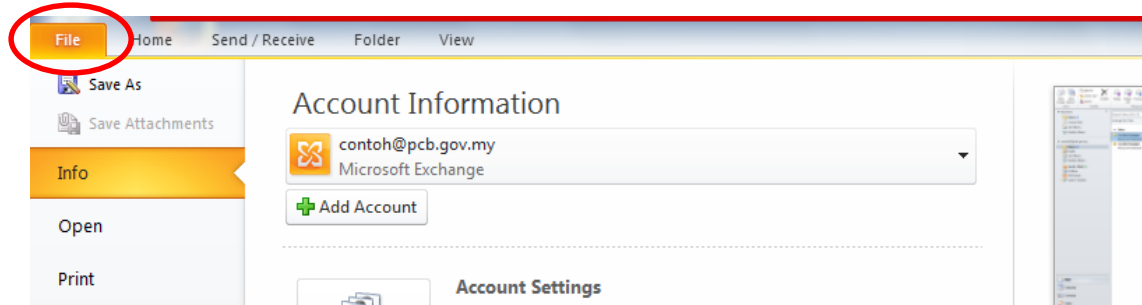 File Home Send / Receive Folder View
Save As
Save Attachments
Info
Open
Print
Account Information
contoh@pcb.gov.my
Microsoft Exchange
Add Account
Account Settings